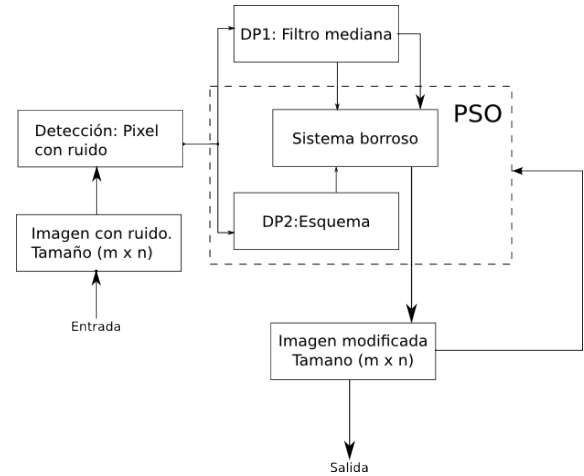 DP1: Filtro mediana
PSO
Detección: Pixel
con ruido
Sistema borroso
DP2:Esquema
Imagen con ruido.
Tamaño (m x n)
Entrada
Imagen modificada
Tamano (m x n)
Salida